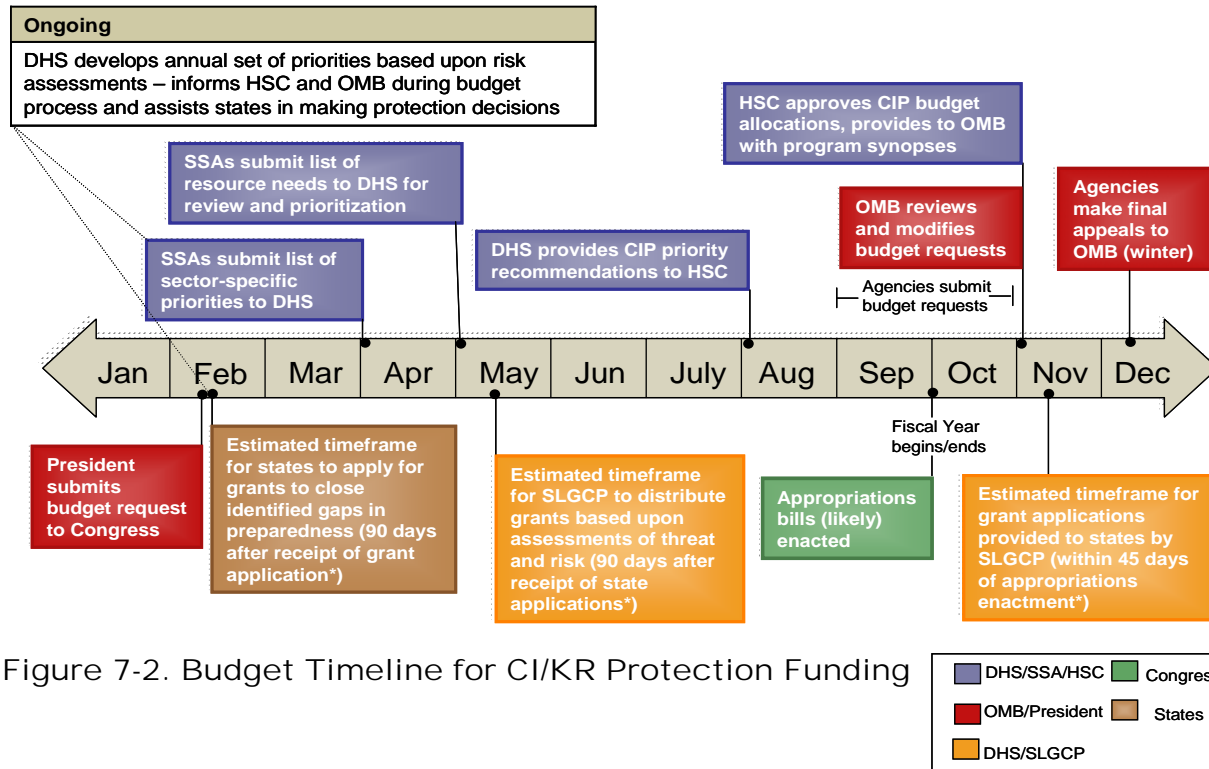 Ongoing
DHS develops annual set of priorities based upon risk
assessments – informs HSC and OMB during budget
process and assists states in making protection decisions
SSAs submit list of
resource needs to DHS for
review and prioritization
SSAs submit list of
sector-specific
priorities to DHS
DHS provides CIP priority
recommendations to HSC
HSC approves CIP budget
allocations, provides to OMB
with program synopses
OMB reviews
and modifies
budget requests
Agencies submit
budget requests
Agencies
make final
appeals to
OMB (winter)
Jan Feb Mar Apr May Jun July Aug Sep Oct Nov Dec
President
submits
budget request
to Congress
Estimated timeframe
for states to apply for
grants to close
identified gaps in
preparedness (90 days
after receipt of grant
application*)
Estimated timeframe
for SLGCP to distribute
grants based upon
assessments of threat
and risk (90 days after
receipt of state
applications*)
Fiscal Year
begins/ends
Appropriations
bills (likely)
enacted
Estimated timeframe for
grant applications
provided to states by
SLGCP (within 45 days
of appropriations
enactment*)
Figure 7-2. Budget Timeline for CI/KR Protection Funding
DHS/SSA/HSC
Congres
OMB/President
States
DHS/SLGCP